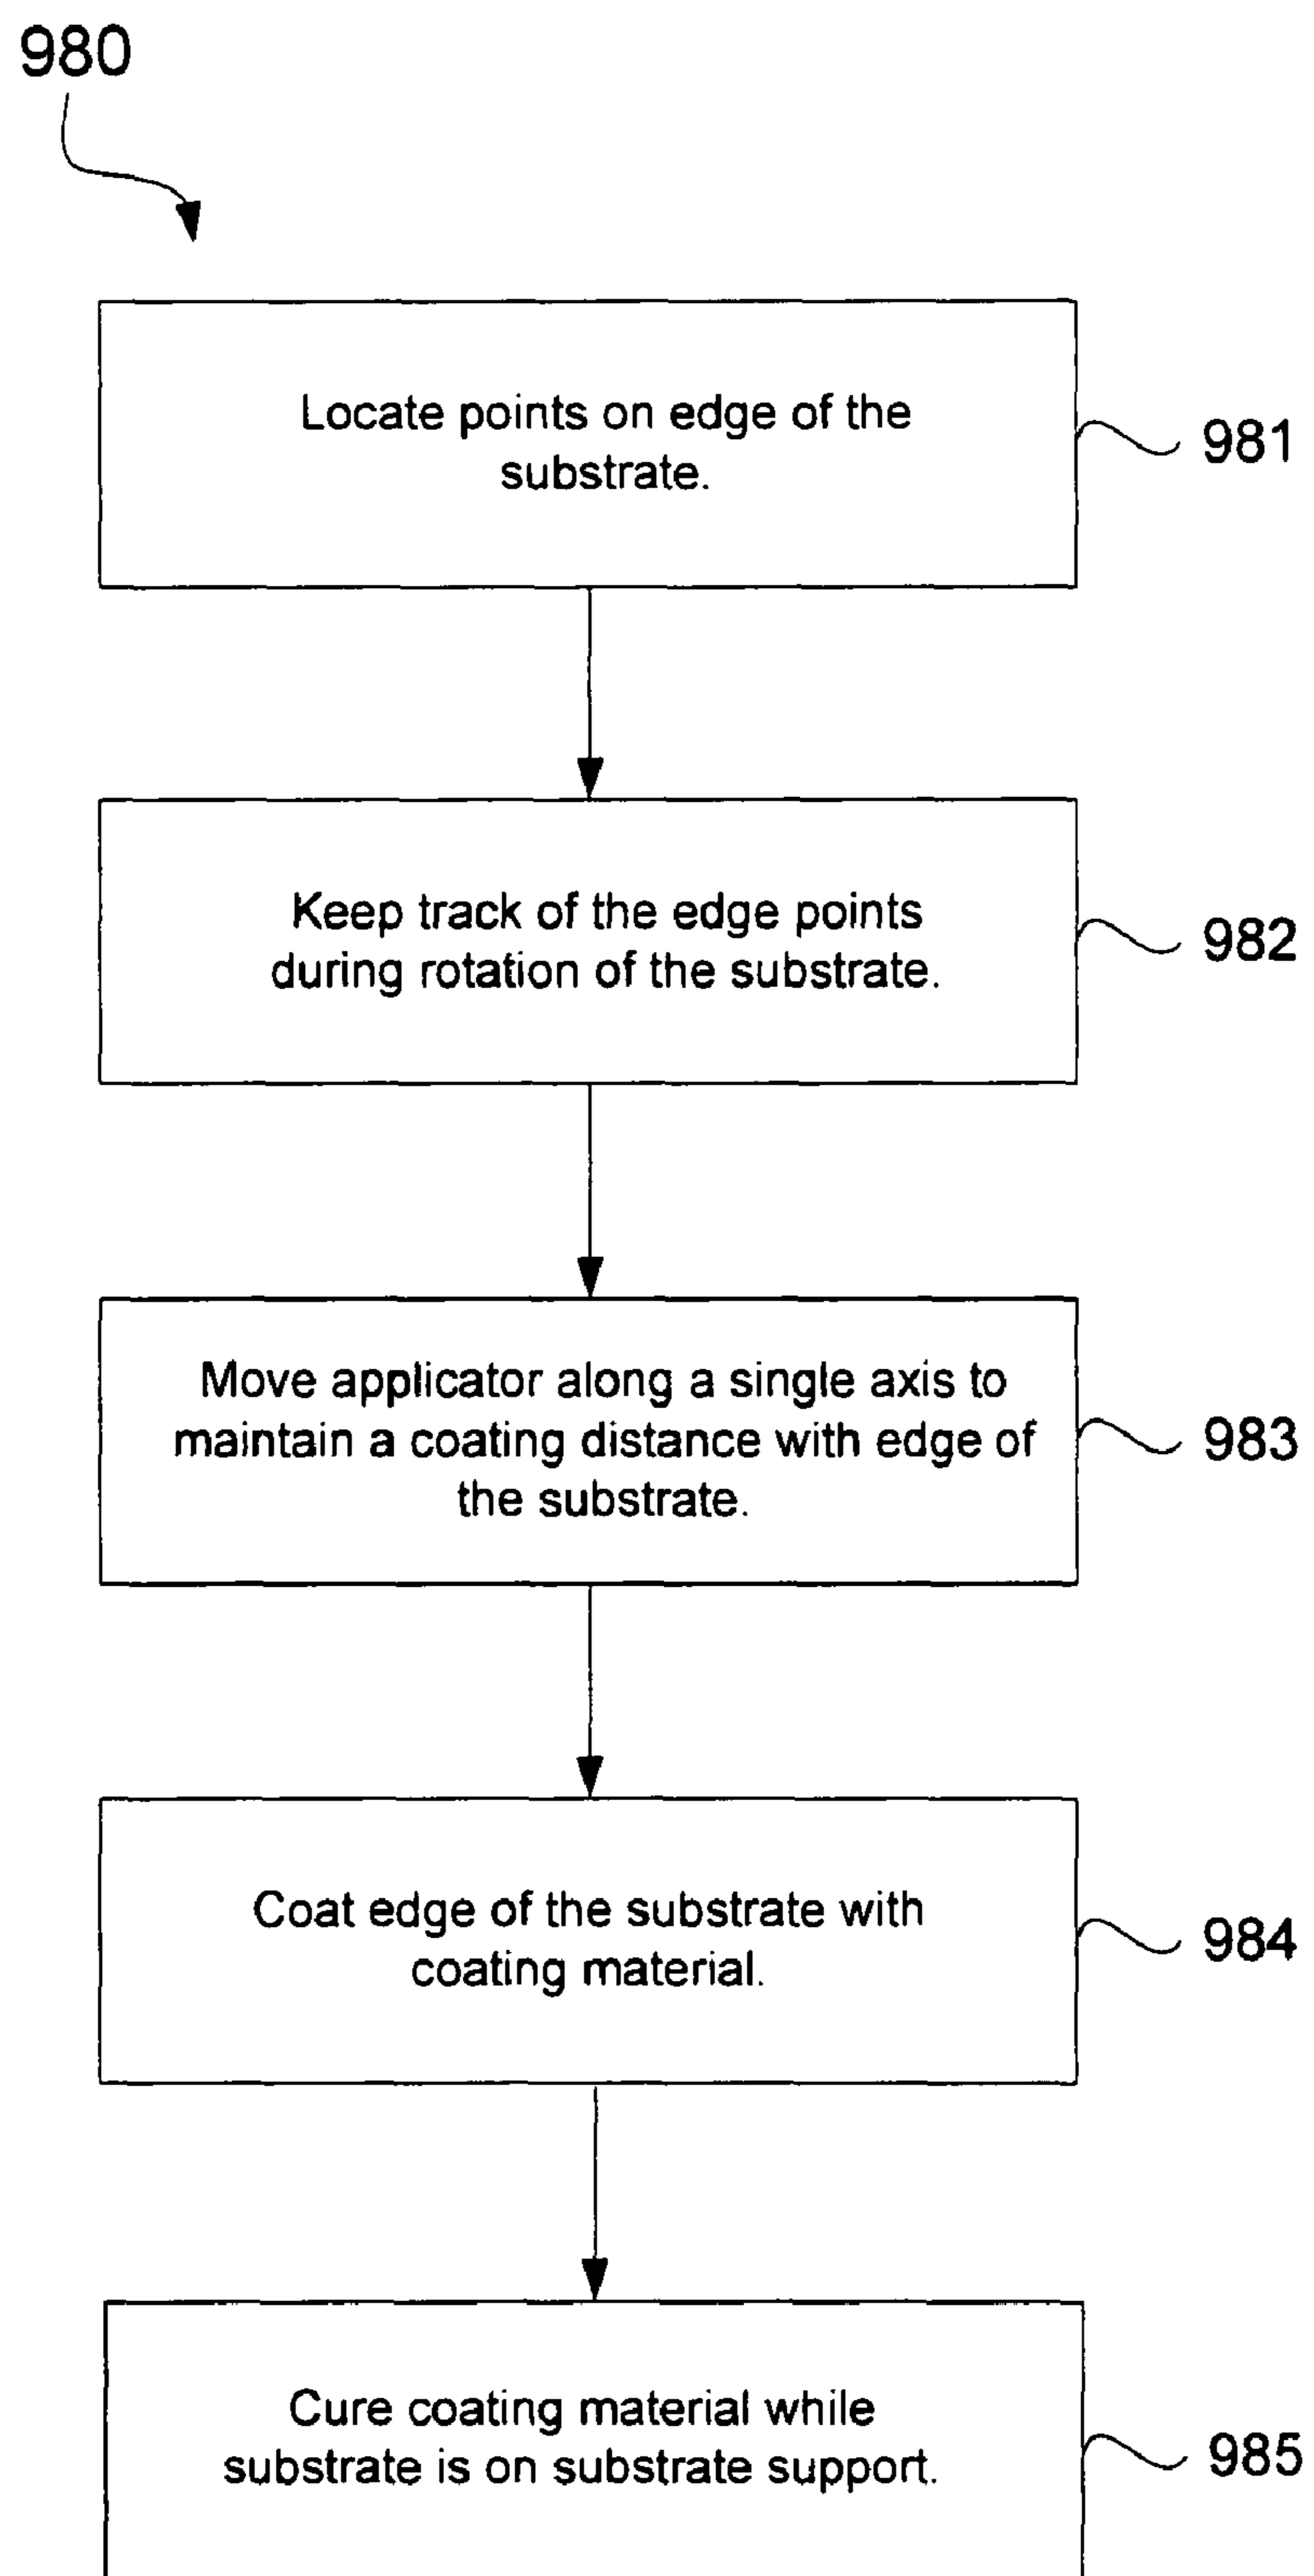 980
Locate points on edge of the
substrate.
981
Keep track of the edge points
during rotation of the substrate.
982
Move applicator along a single axis to
maintain a coating distance with edge of
the substrate.
983
Coat edge of the substrate with
coating material.
984
Cure coating material while
substrate is on substrate support.
985